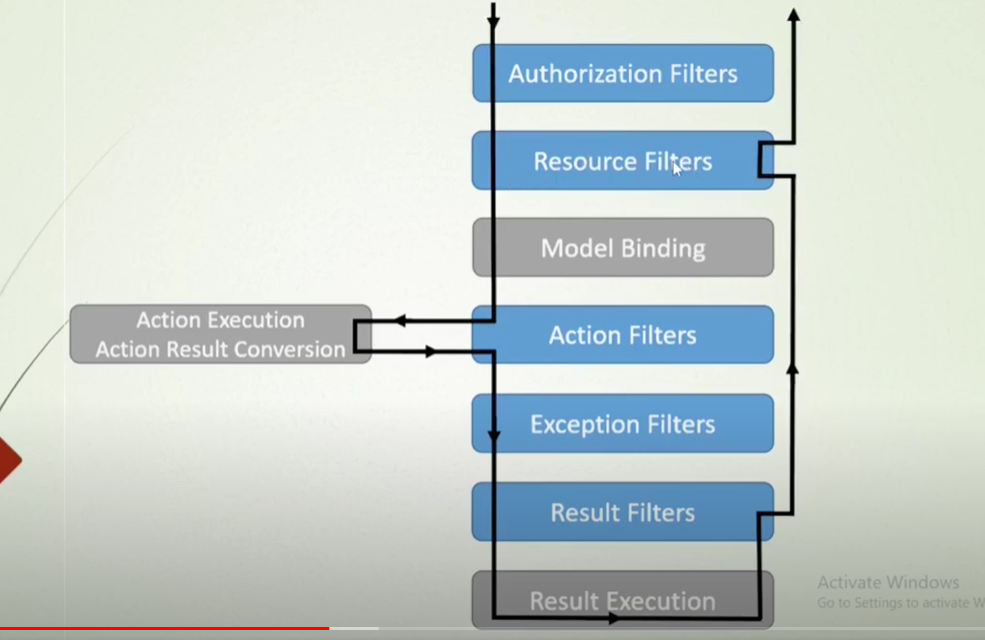 Authorization Filters
Resource Filters
Model Binding
Action Execution
Action Result Conversion
Action Filters
Exception Filters
Result Filters
Result Execution
Activate Windows
Go to Settings to activate W